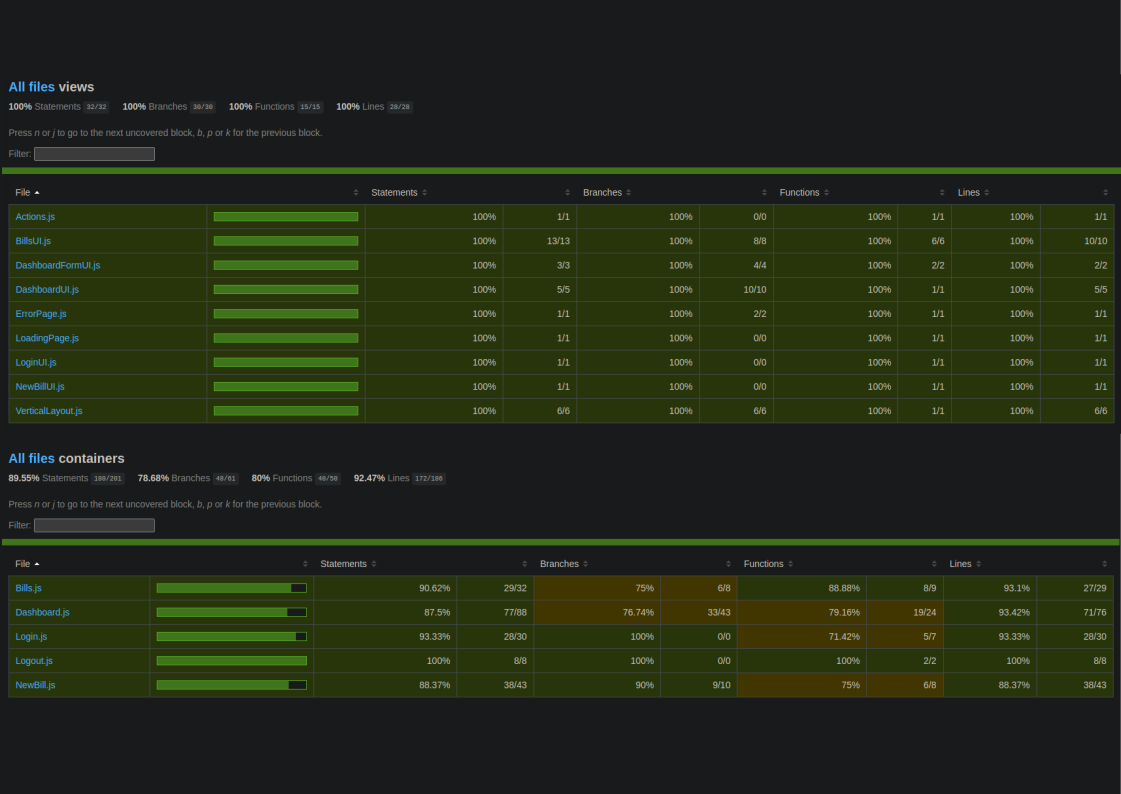 All files views
100% Statements 32/32 100% Branches 30/30 100% Functions 15/15 100% Lines 28/28
Press n or j to go to the next uncovered block, b, p or k for the previous block.
Filter:
File Statements Branches Functions Lines
Actions.js 100% 1/1 100% 0/0 100% 1/1 100% 1/1
BillsUI.js 100% 13/13 100% 8/8 100% 6/6 100% 10/10
DashboardFormUI.js 100% 3/3 100% 4/4 100% 2/2 100% 2/2
DashboardUI.js 100% 5/5 100% 10/10 100% 1/1 100% 5/5
ErrorPage.js 100% 1/1 100% 2/2 100% 1/1 100% 1/1
LoadingPage.js 100% 1/1 100% 0/0 100% 1/1 100% 1/1
LoginUI.js 100% 1/1 100% 0/0 100% 1/1 100% 1/1
NewBillUI.js 100% 1/1 100% 0/0 100% 1/1 100% 1/1
VerticalLayout.js 100% 6/6 100% 6/6 100% 1/1 100% 6/6
All files containers
89.55% Statements 180/201 78.68% Branches 48/61 80% Functions 40/50 92.47% Lines 172/186
Press n or j to go to the next uncovered block, b, p or k for the previous block.
Filter:
File Statements Branches Functions Lines
Bills.js 90.62% 29/32 75% 6/8 88.88% 8/9 93.1% 27/29
Dashboard.js 87.5% 77/88 76.74% 33/43 79.16% 19/24 93.42% 71/76
Login.js 93.33% 28/30 100% 0/0 71.42% 5/7 93.33% 28/30
Logout.js 100% 8/8 100% 0/0 100% 2/2 100% 8/8
NewBill.js 88.37% 38/43 90% 9/10 75% 6/8 88.37% 38/43